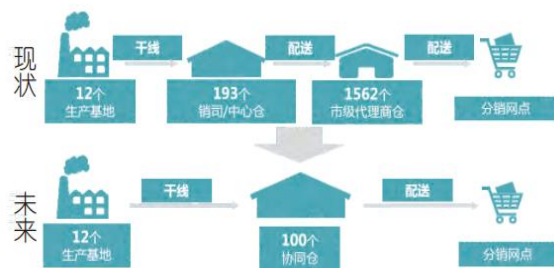 现状
干线
配送
配送
12个
生产基地
193个
销司/中心仓
1562个
市级代理商仓
分销网点
未来
干线
配送
12个
生产基地
100个
协同仓
分销网点